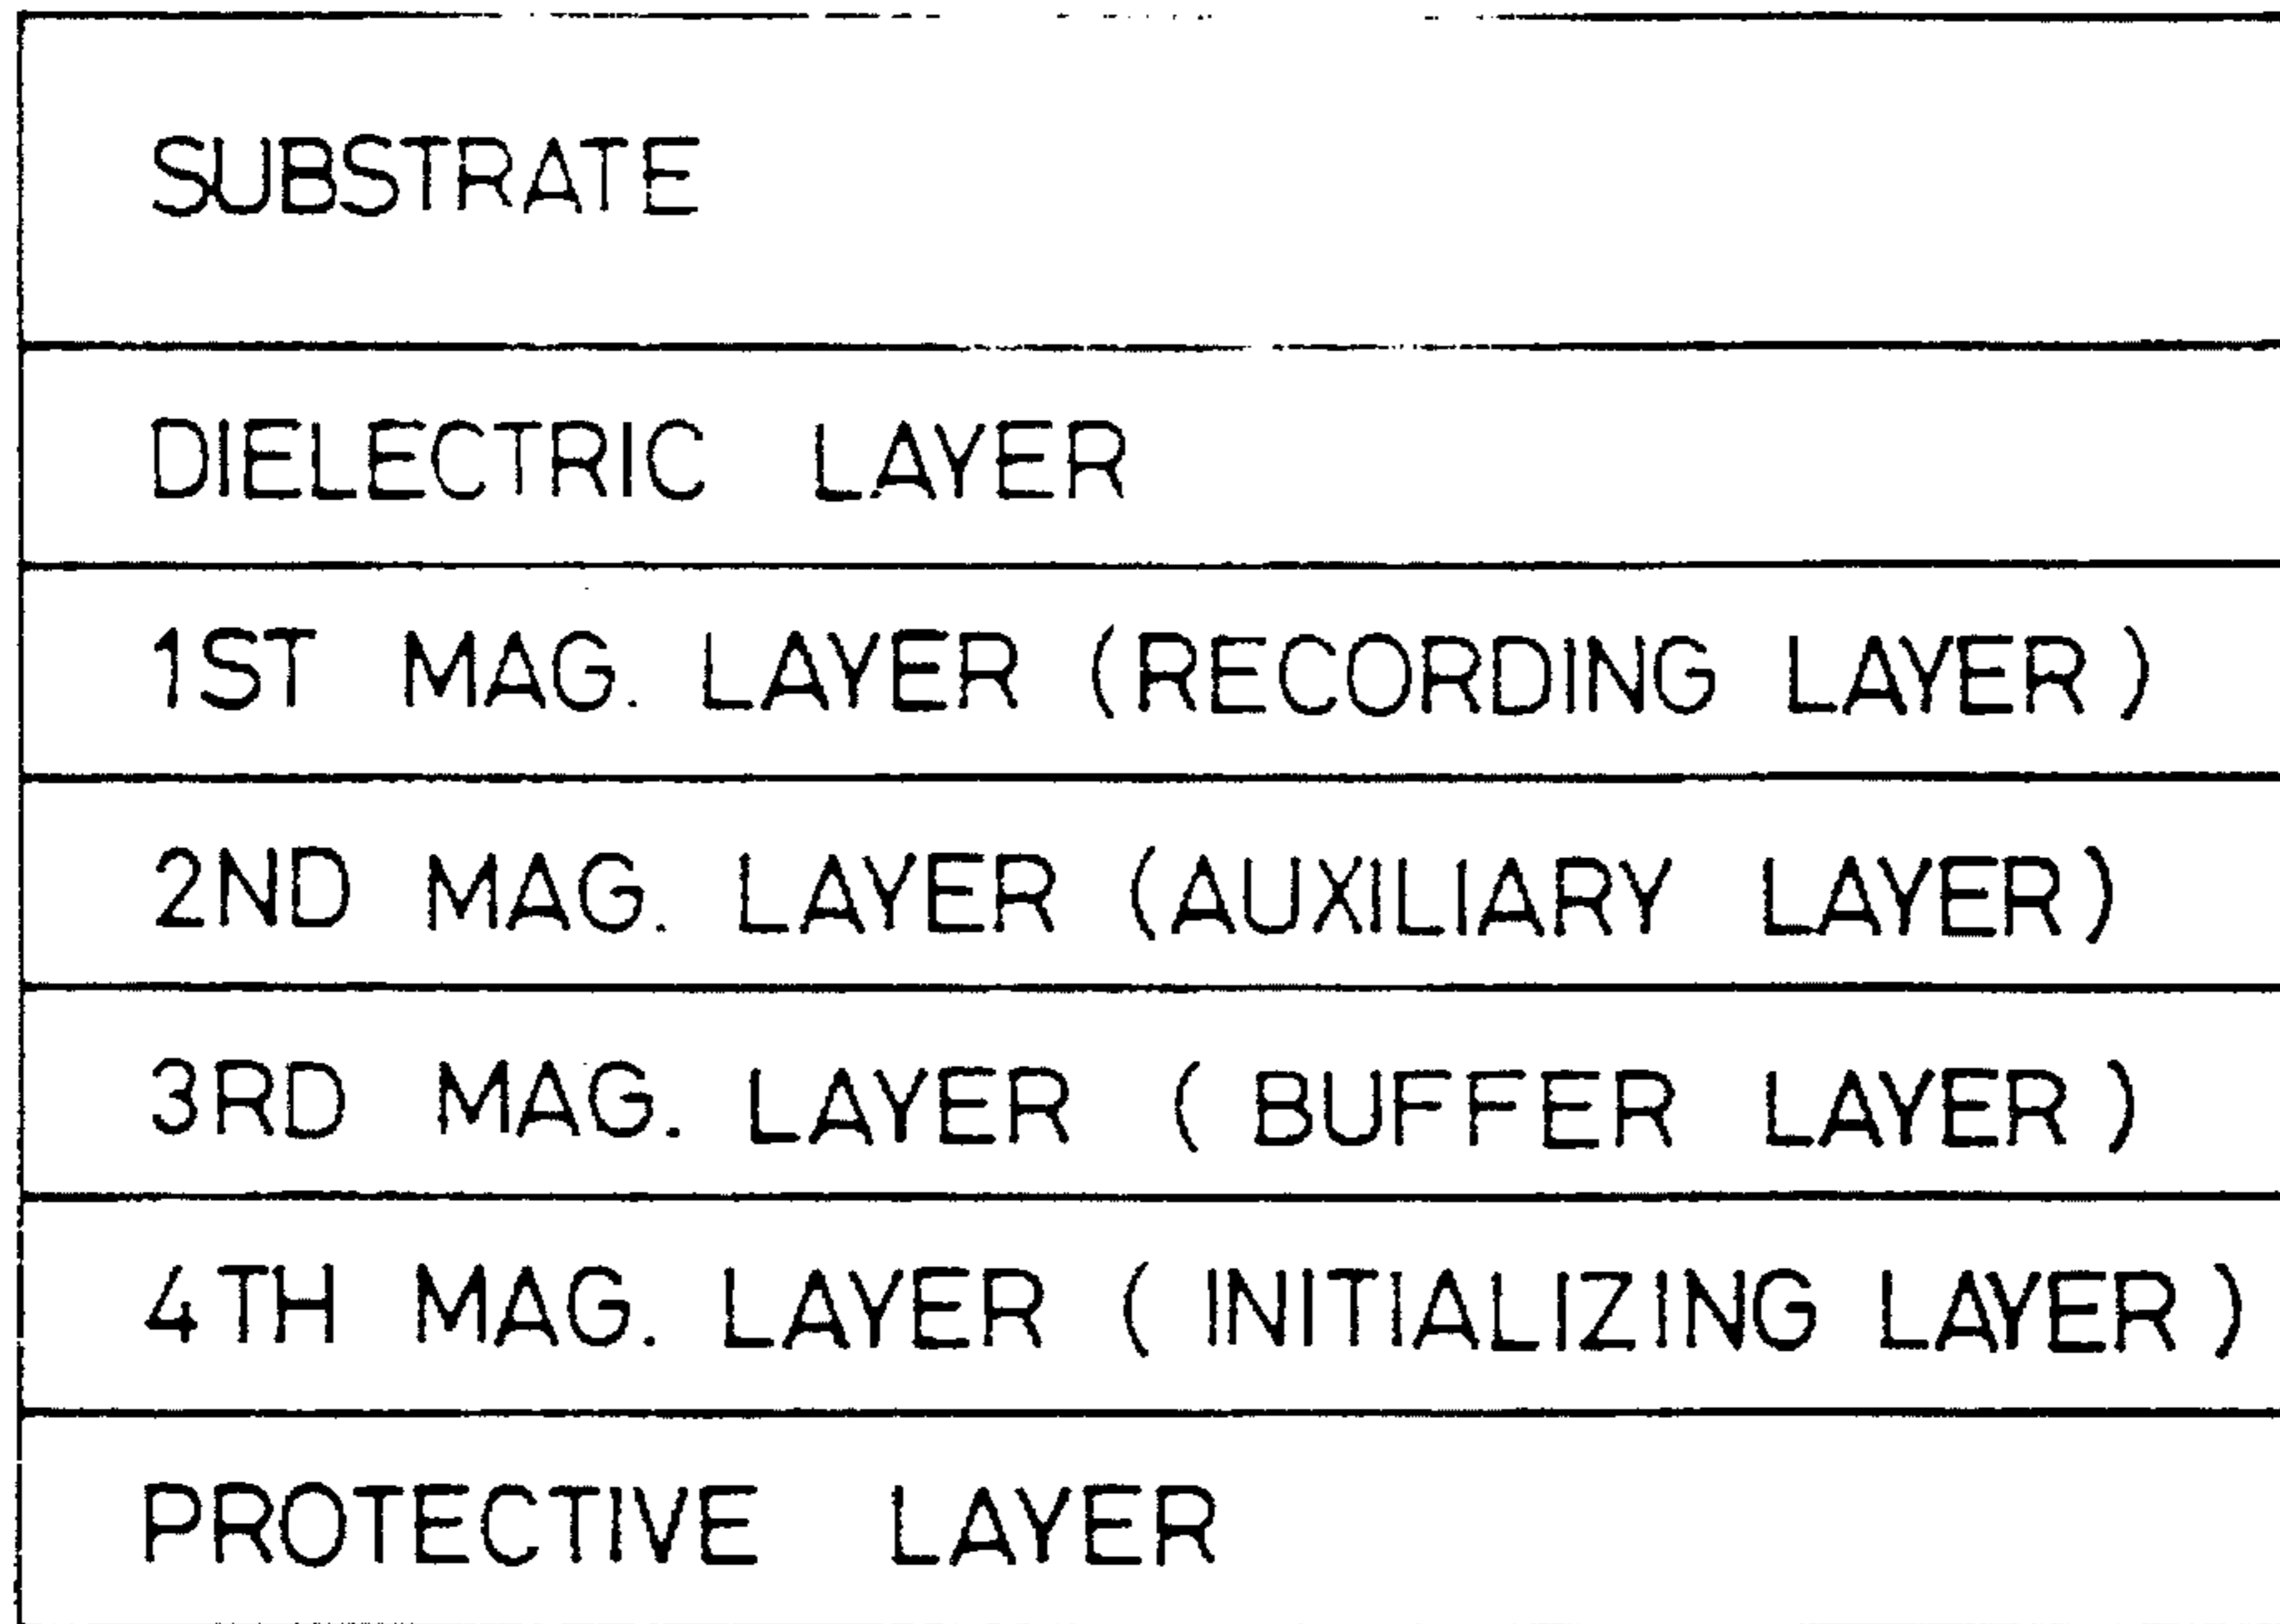 SUBSTRATE
DIELECTRIC LAYER
1ST MAG. LAYER (RECORDING LAYER)
2ND MAG. LAYER (AUXILIARY LAYER)
3RD MAG. LAYER (BUFFER LAYER)
4TH MAG. LAYER (INITIALIZING LAYER)
PROTECTIVE LAYER